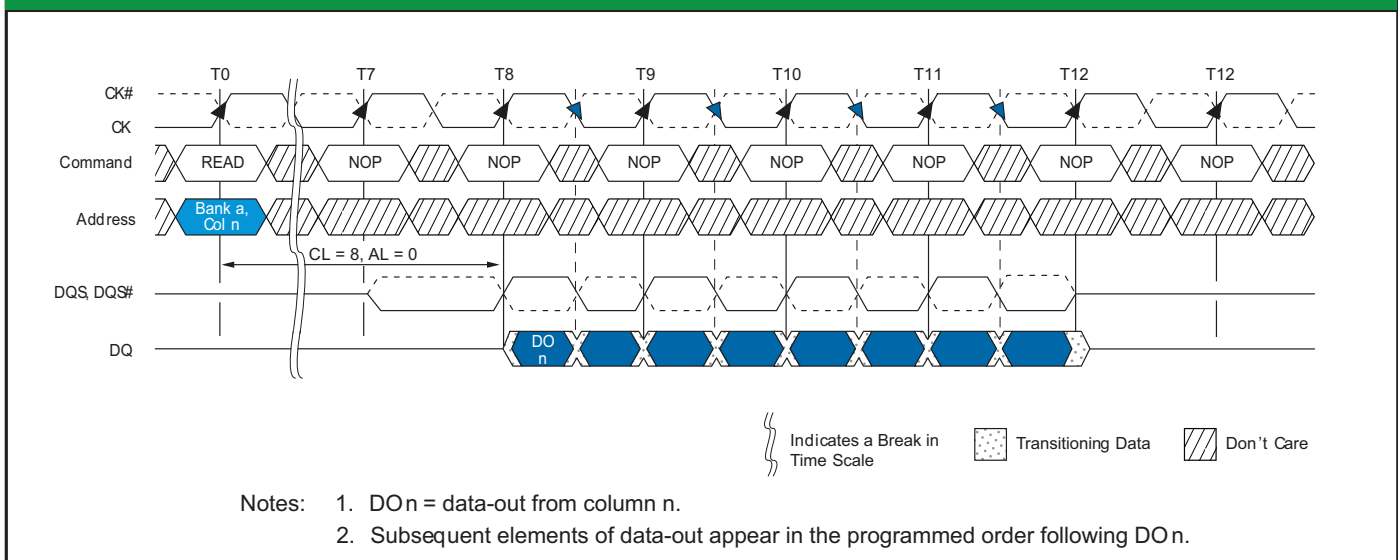 T0 T7 T8 T9 T10 T11 T12 T12
CK#
CK
Command READ NOP NOP NOP NOP NOP NOP NOP
Address Bank a,
Col n
CL = 8, AL = 0
DQS, DQS#
DQ DO
n
Indicates a Break in
Time Scale
Transitioning Data
Don't Care
Notes: 1. DO n = data-out from column n.
2. Subsequent elements of data-out appear in the programmed order following DO n.